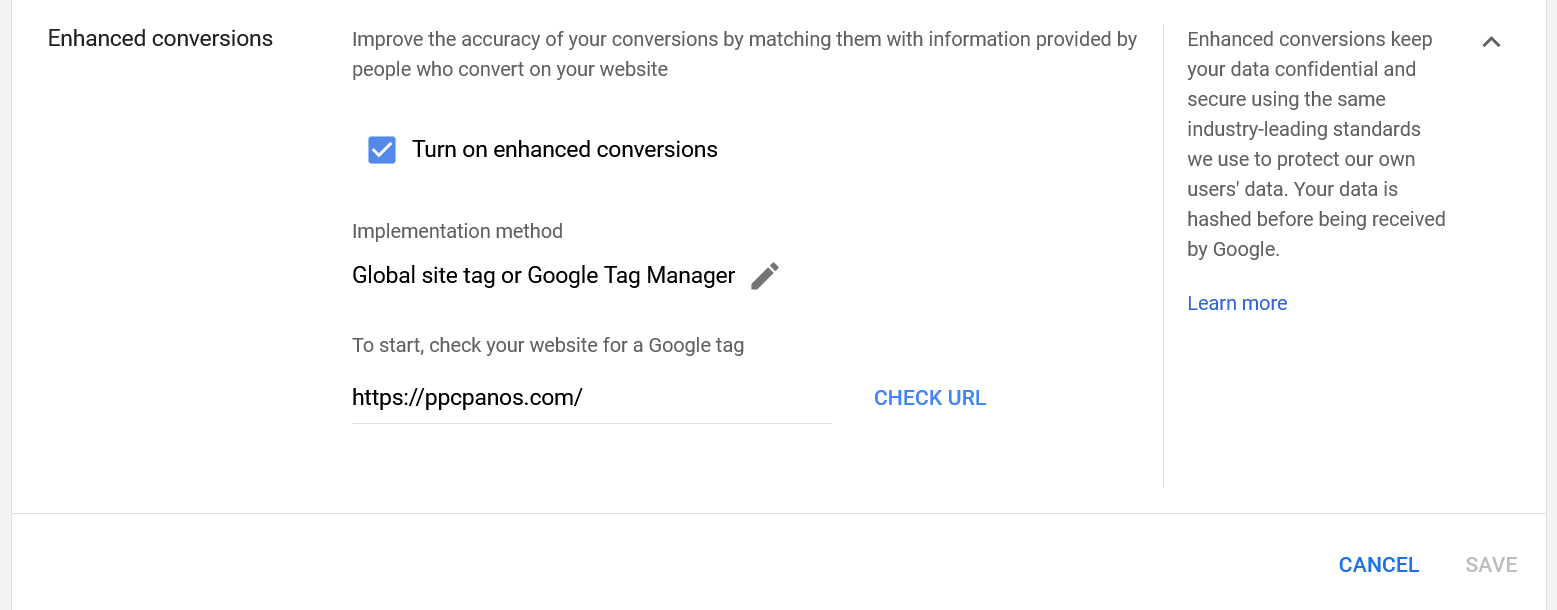 Enhanced conversions
Improve the accuracy of your conversions by matching them with information provided by
people who convert on your website
Turn on enhanced conversions
Implementation method
Global site tag or Google Tag Manager
To start, check your website for a Google tag
https://ppcpanos.com/
CHECK URL
Enhanced conversions keep
your data confidential and
secure using the same
industry-leading standards
we use to protect our own
users' data. Your data is
hashed before being received
by Google.
Learn more
CANCEL
SAVE